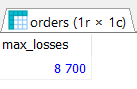 orders (1r × 1c)
max_losses
8 700